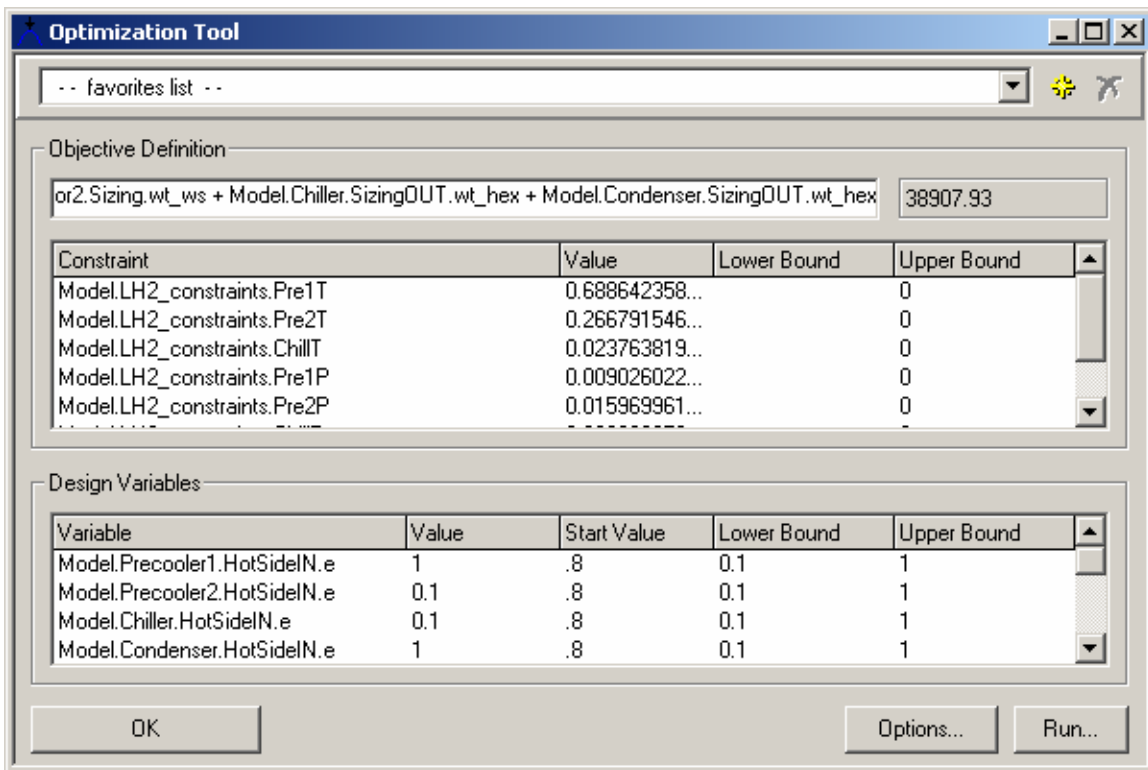 Optimization Tool
-- favorites list --
Objective Definition
or2.Sizing.wt_ws + Model.Chiller.SizingOUT.wt_hex + Model.Condenser.SizingOUT.wt_hex 38907.93
Constraint Value Lower Bound Upper Bound
Model.LH2_constraints.Pre1T 0.688642358... 0
Model.LH2_constraints.Pre2T 0.266791546... 0
Model.LH2_constraints.ChillT 0.023763819... 0
Model.LH2_constraints.Pre1P 0.009026022... 0
Model.LH2_constraints.Pre2P 0.015969961... 0
Design Variables
Variable Value Start Value Lower Bound Upper Bound
Model.Precooler1.HotSideIN.e 1 .8 0.1 1
Model.Precooler2.HotSideIN.e 0.1 .8 0.1 1
Model.Chiller.HotSideIN.e 0.1 .8 0.1 1
Model.Condenser.HotSideIN.e 1 .8 0.1 1
OK Options... Run...